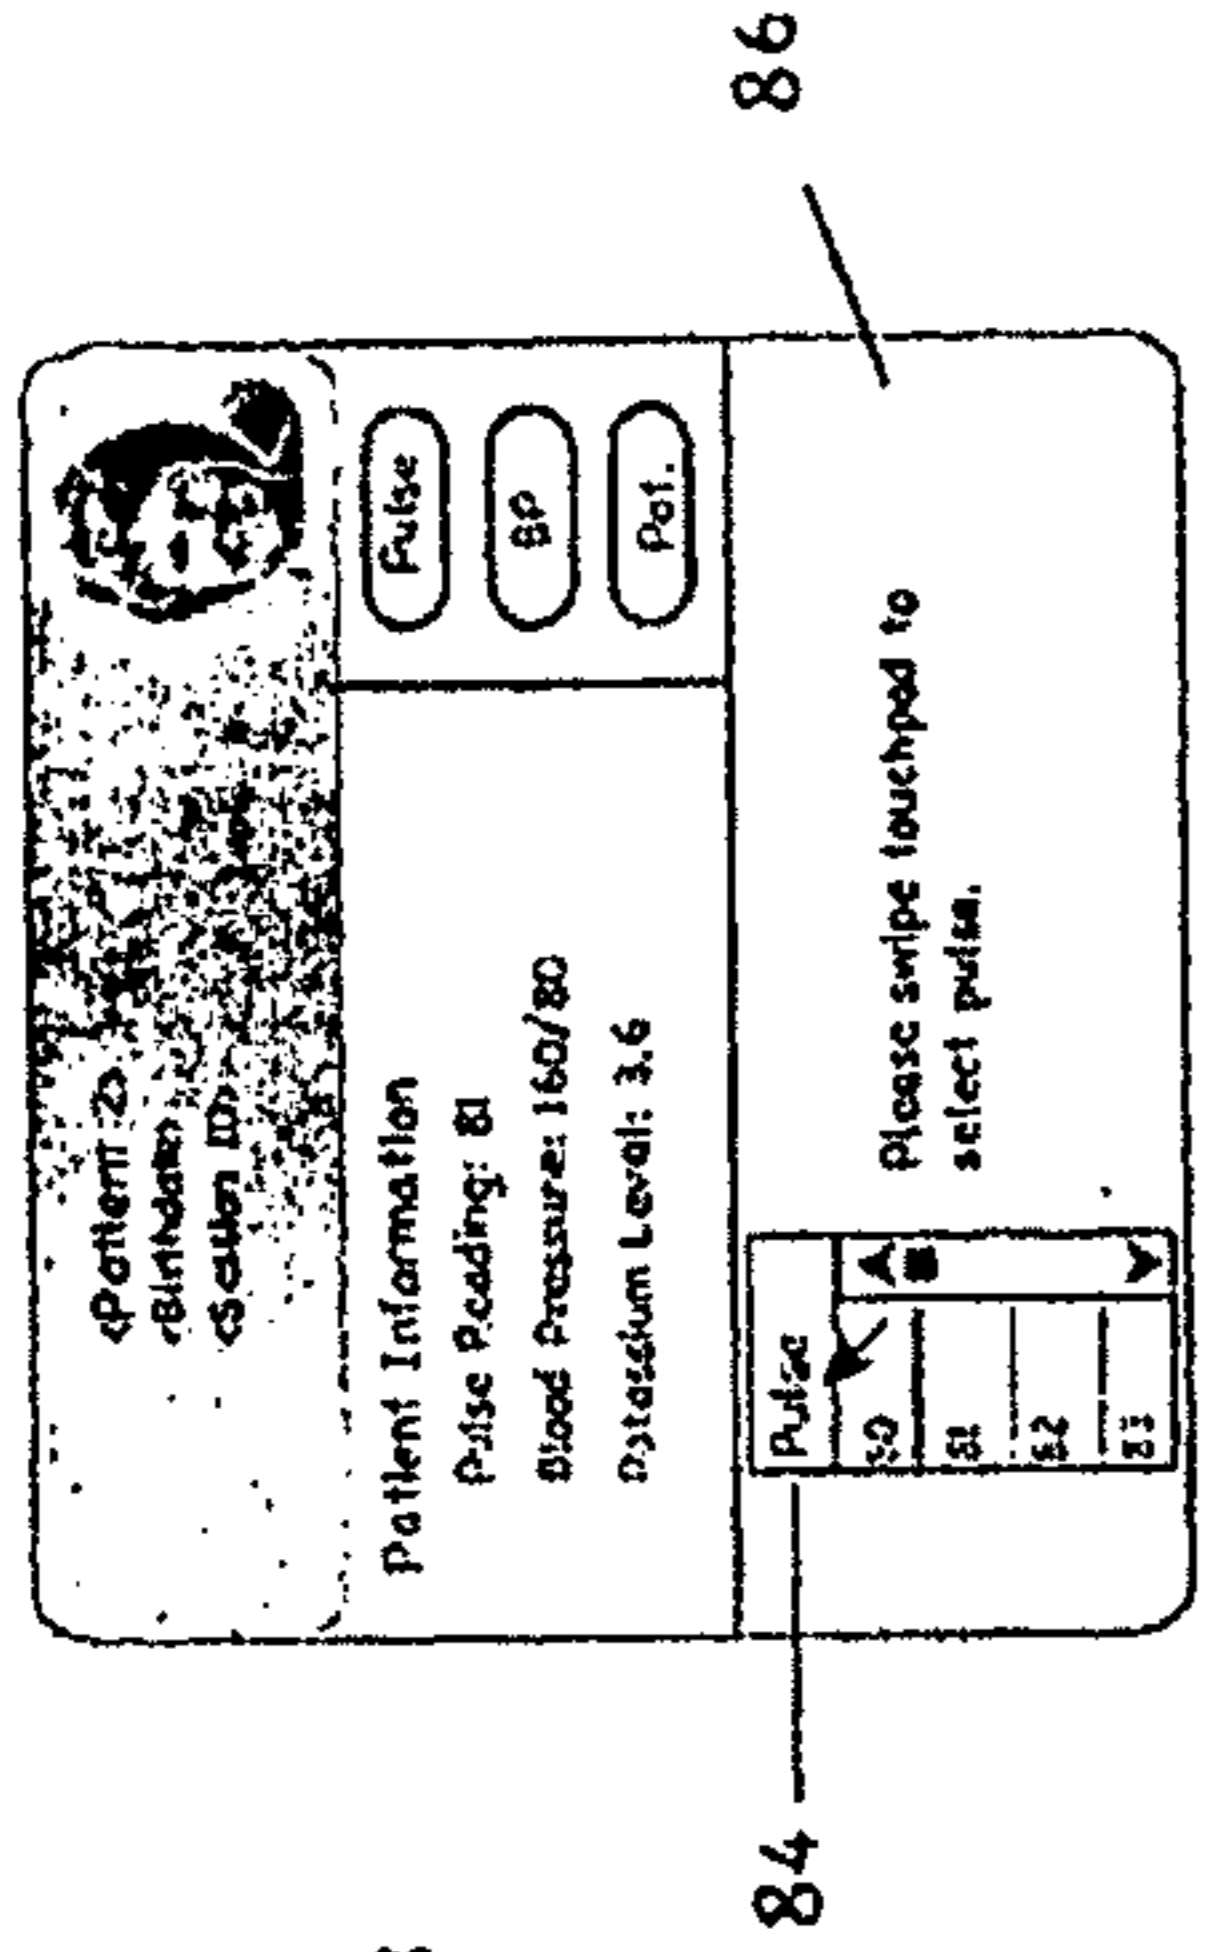 <Patient 2>
<Birthdate>
Patient Information
Pulse Reading: 81
Blood Pressure: 160/80
Potassium Level: 3.6
Pulse
BP
Pot.
Pulse
80
81
82
83
Please swipe touchpad to
select pulse.
84
86